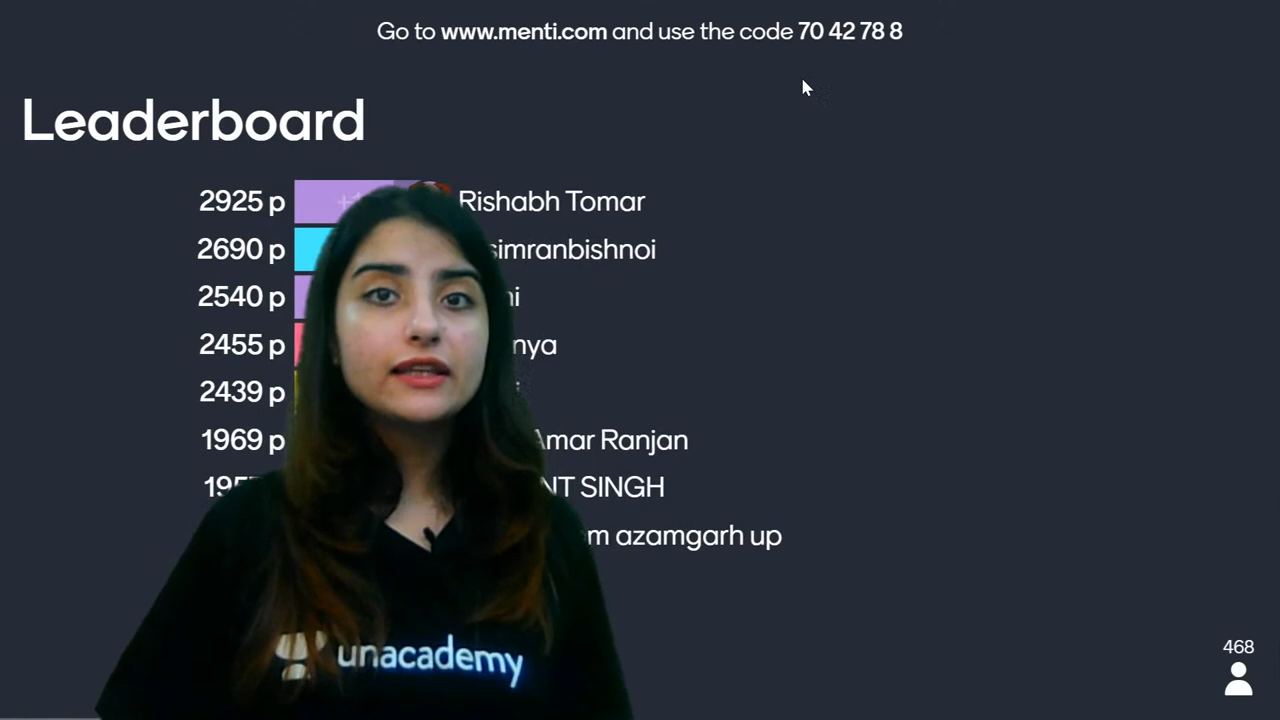 Go to www.menti.com and use the code 70 42 78 8
Leaderboard
2925 p Rishabh Tomar
2690 p simranbishnoi
2540 p
2455 p
2439 p
1969 p Amar Ranjan
SINGH
azamgarh up
unacademy
468